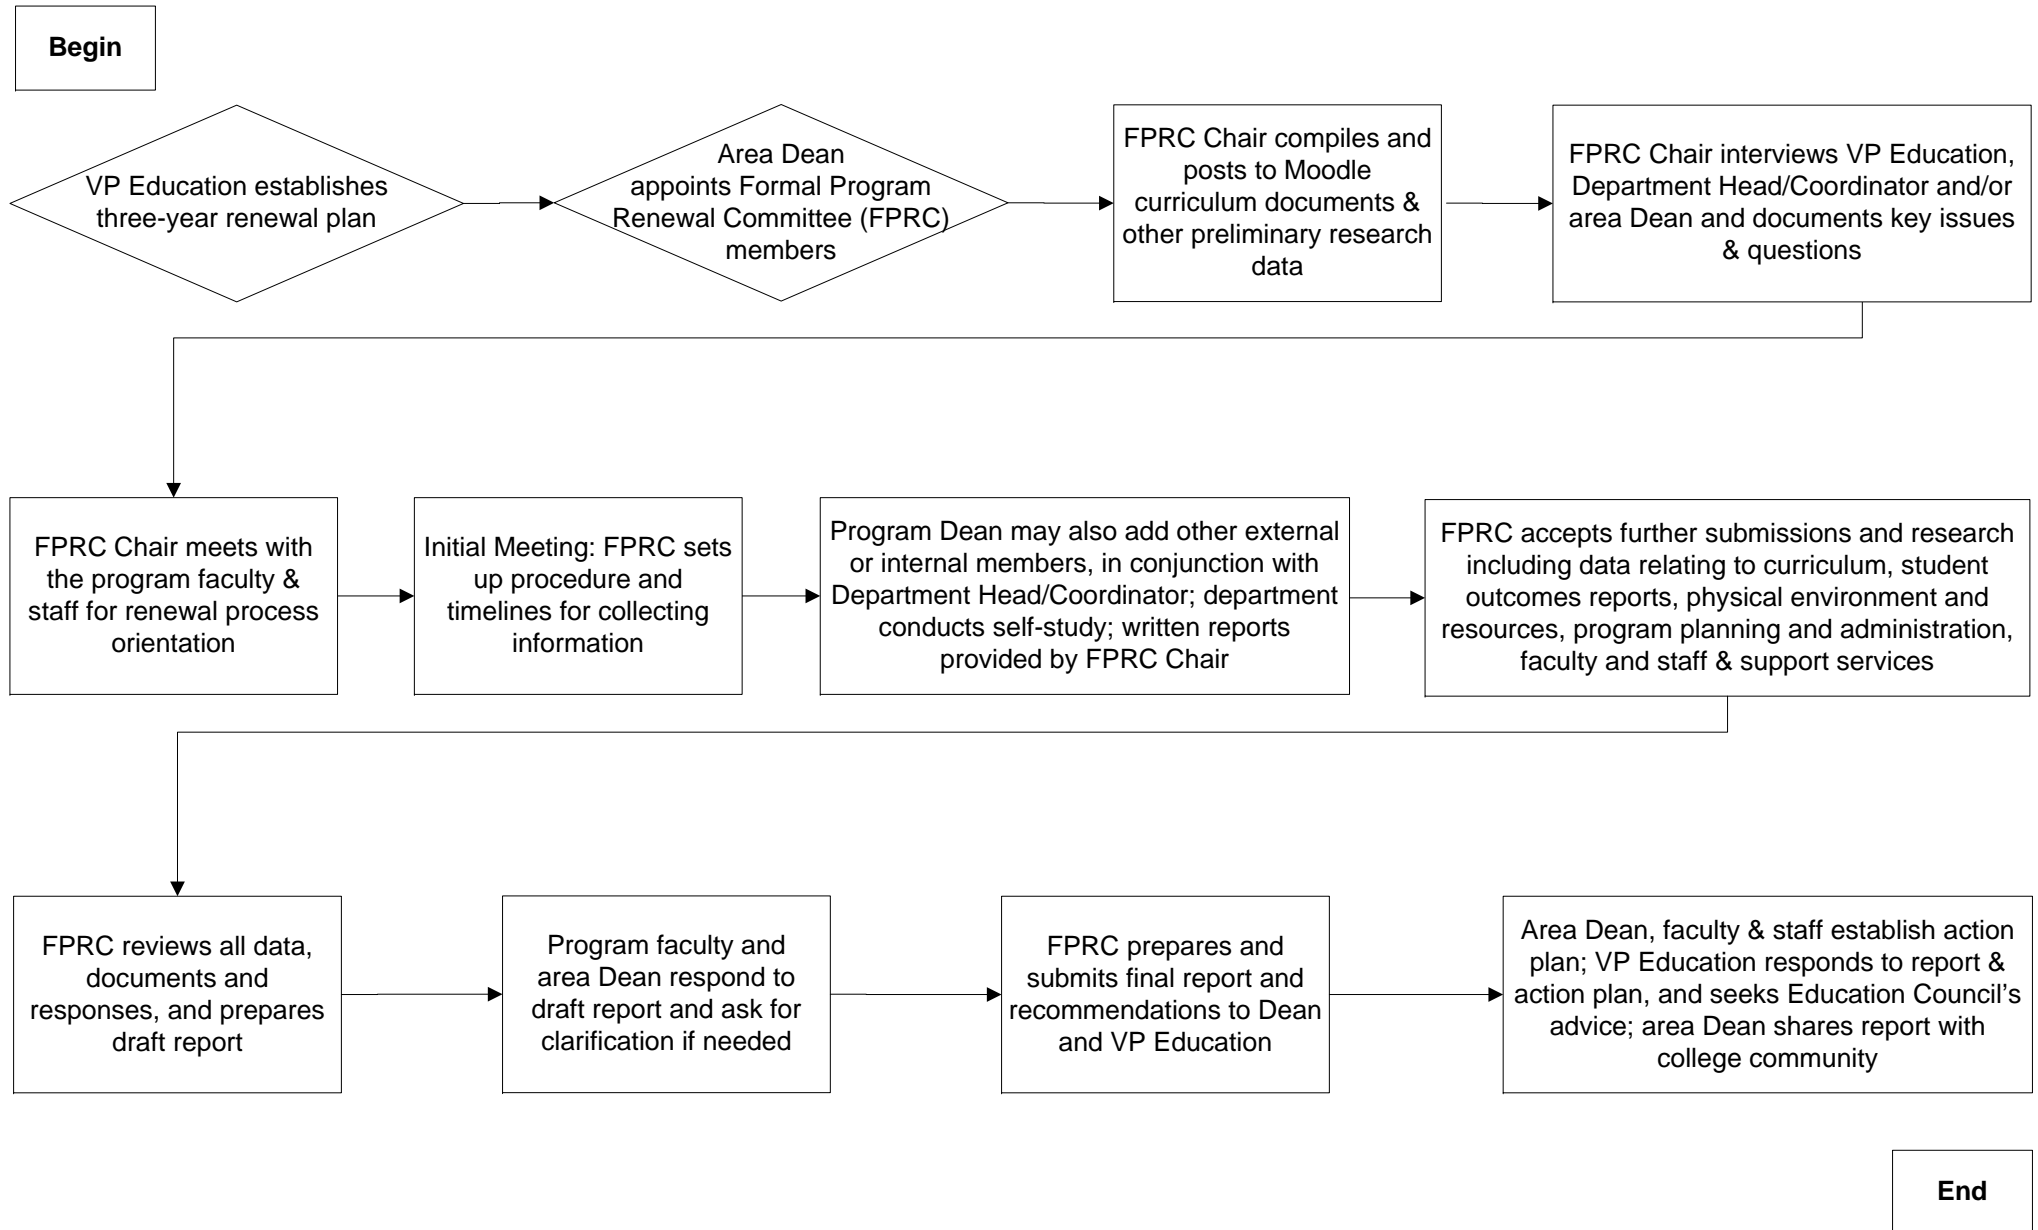 Begin
VP Education establishes
three-year renewal plan
Area Dean
appoints Formal Program
Renewal Committee (FPRC)
members
FPRC Chair compiles and
posts to Moodle
curriculum documents &
other preliminary research
data
FPRC Chair interviews VP Education,
Department Head/Coordinator and/or
area Dean and documents key issues
& questions
FPRC Chair meets with
the program faculty &
staff for renewal process
orientation
Initial Meeting: FPRC sets
up procedure and
timelines for collecting
information
Program Dean may also add other external
or internal members, in conjunction with
Department Head/Coordinator; department
conducts self-study; written reports
provided by FPRC Chair
FPRC accepts further submissions and research
including data relating to curriculum, student
outcomes reports, physical environment and
resources, program planning and administration,
faculty and staff & support services
FPRC reviews all data,
documents and
responses, and prepares
draft report
Program faculty and
area Dean respond to
draft report and ask for
clarification if needed
FPRC prepares and
submits final report and
recommendations to Dean
and VP Education
Area Dean, faculty & staff establish action
plan; VP Education responds to report &
action plan, and seeks Education Council’s
advice; area Dean shares report with
college community
End